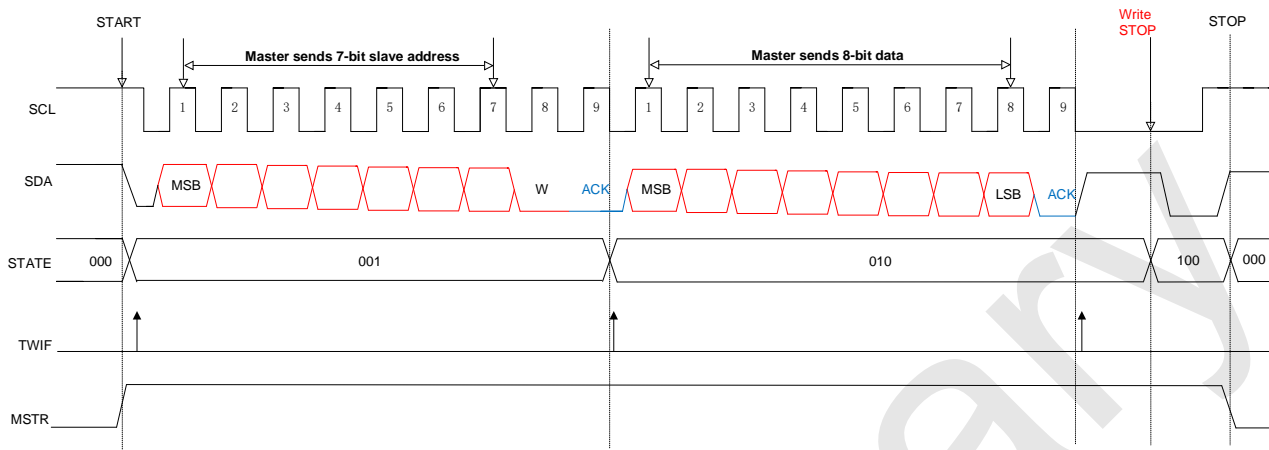 START
Write
STOP
STOP
Master sends 7-bit slave address
Master sends 8-bit data
SCL
1 2 3 4 5 6 7 8 9 1 2 3 4 5 6 7 8 9
SDA
MSB W ACK MSB LSB ACK
STATE
000 001 010 100 000
TWIF
MSTR
ary